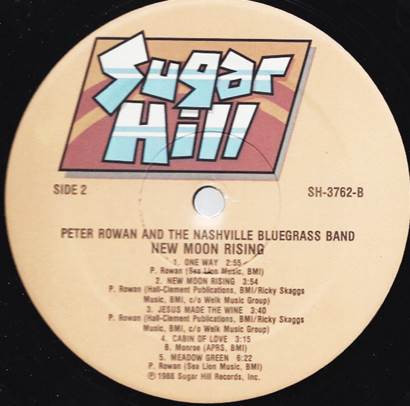 Sugar
Hill
SIDE 2
SH-3762-B
PETER ROWAN AND THE NASHVILLE BLUEGRASS BAND
NEW MOON RISING
1. ONE WAY 2:55
P. Rowan (Sea Lion Music, BMI)
2. NEW MOON RISING 3:54
P. Rowan (Hall-Clement Publications, BMI/Ricky Skaggs
Music, BMI, c/o Welk Music Group)
3. JESUS MADE THE WINE 3:40
P. Rowan (Hall-Clement Publications, BMI/Ricky Skaggs
Music, BMI, c/o Welk Music Group)
4. CABIN OF LOVE 3:15
B. Monroe (APRS, BMI)
5. MEADOW GREEN 6:22
P. Rowan (Sea Lion Music, BMI)
℗1988 Sugar Hill Records, Inc.